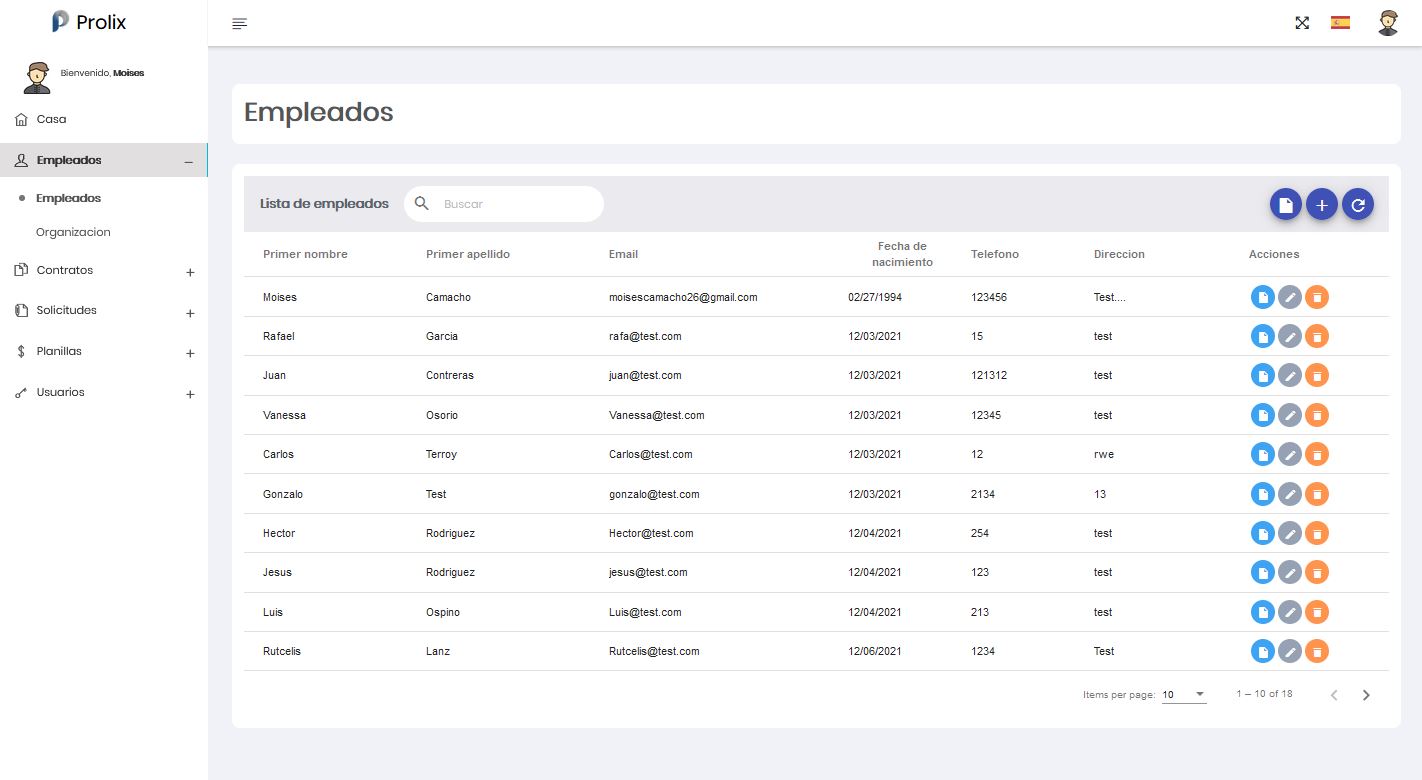 Prolix
Bienvenido, Moises
Casa
Empleados
Empleados
Organizacion
Contratos
Solicitudes
Planillas
Usuarios
Empleados
Lista de empleados Buscar
Primer nombre Primer apellido Email Fecha de nacimiento Telefono Direccion Acciones
Moises Camacho moisescamacho26@gmail.com 02/27/1994 123456 Test....
Rafael Garcia rafa@test.com 12/03/2021 15 test
Juan Contreras juan@test.com 12/03/2021 121312 test
Vanessa Osorio Vanessa@test.com 12/03/2021 12345 test
Carlos Terroy Carlos@test.com 12/03/2021 12 rwe
Gonzalo Test gonzalo@test.com 12/03/2021 2134 13
Hector Rodriguez Hector@test.com 12/04/2021 254 test
Jesus Rodriguez jesus@test.com 12/04/2021 123 test
Luis Ospino Luis@test.com 12/04/2021 213 test
Rutcelis Lanz Rutcelis@test.com 12/06/2021 1234 Test
Items per page: 10 1 – 10 of 18